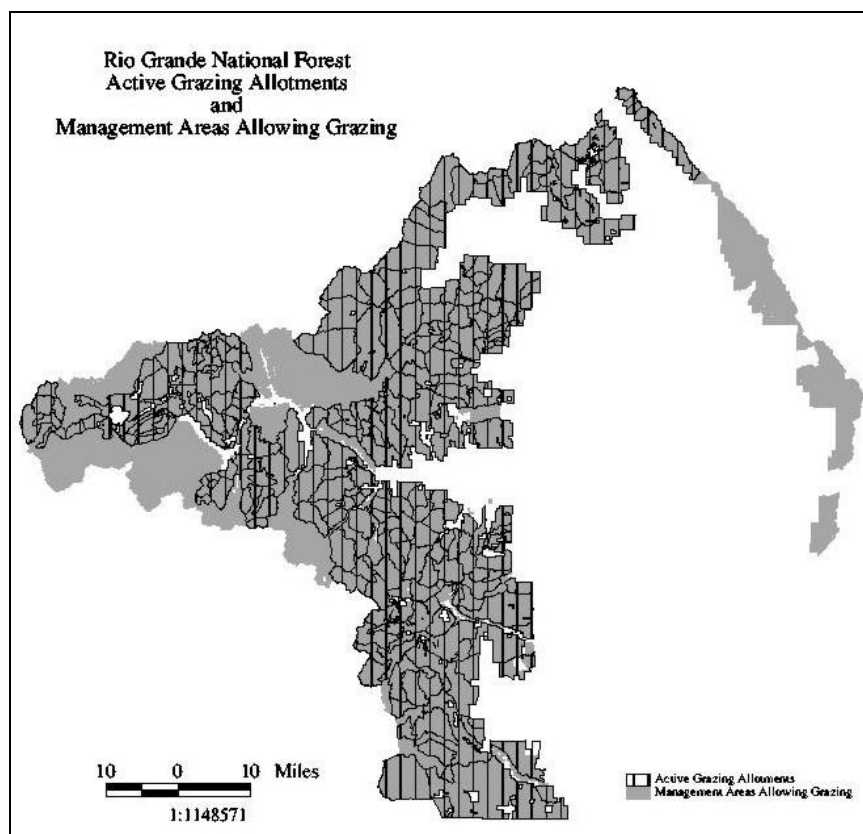 Rio Grande National Forest
Active Grazing Allotments
and
Management Areas Allowing Grazing
10 0 10 Miles
1:1148571
Active Grazing Allotments
Management Areas Allowing Grazing